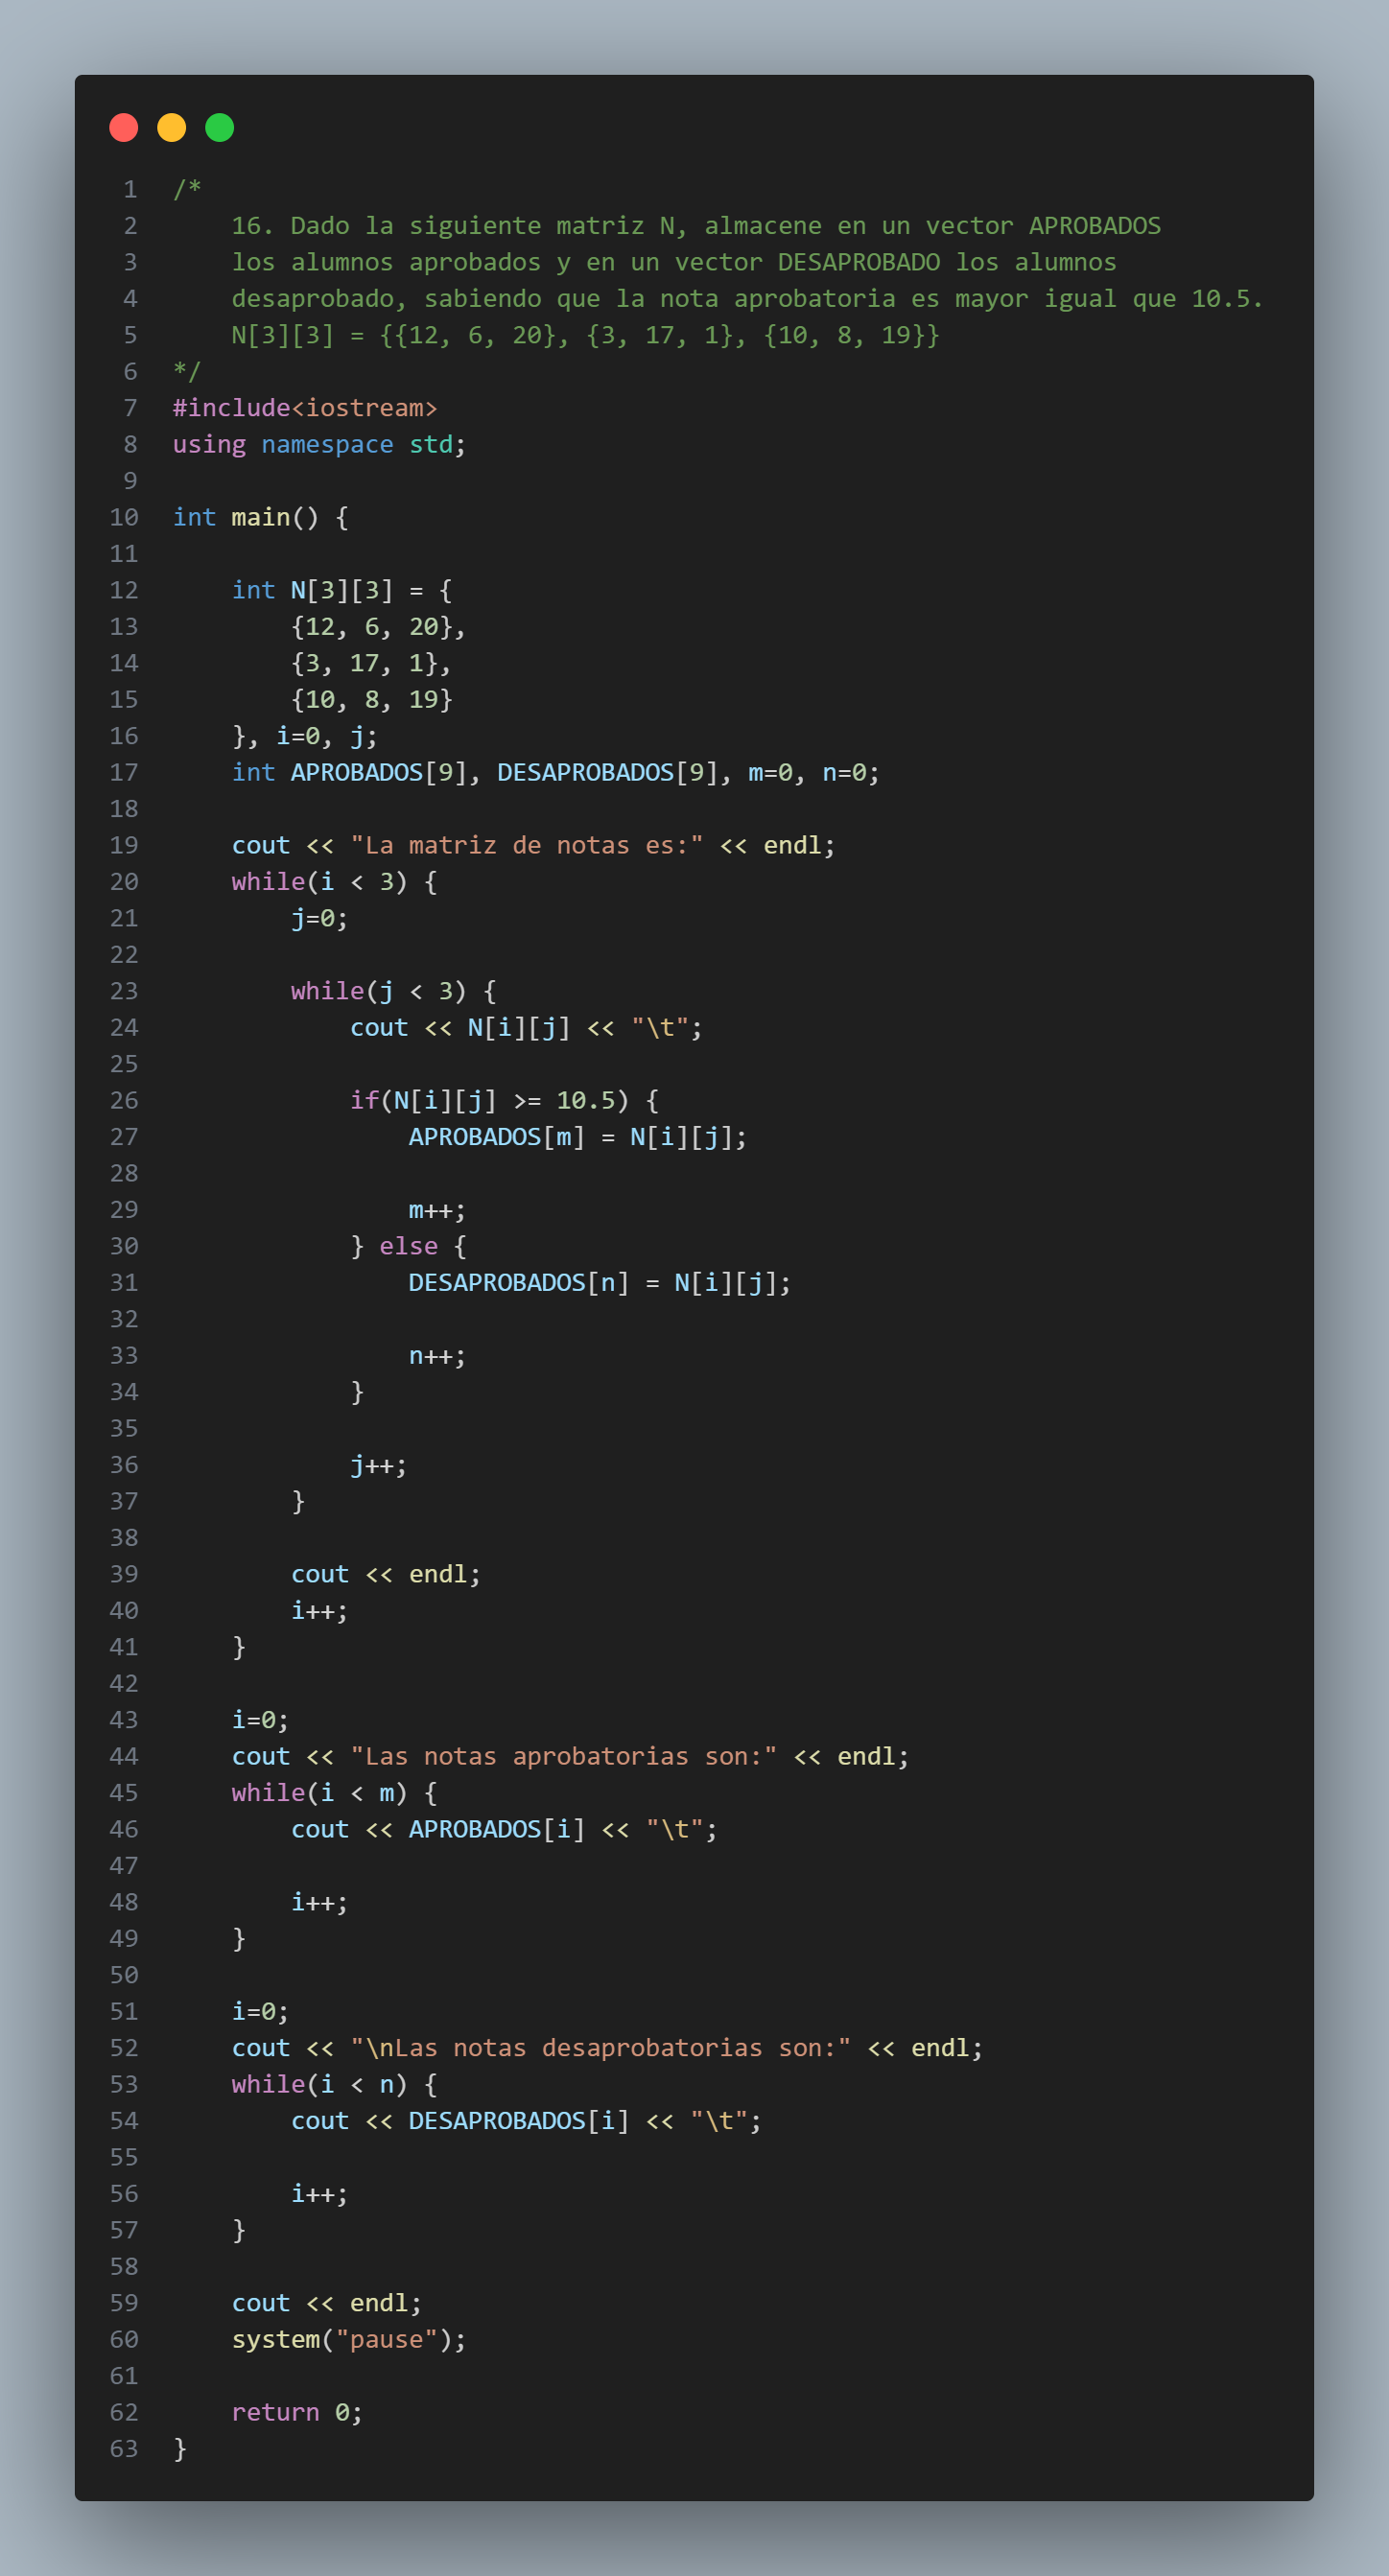 1 /*
2     16. Dado la siguiente matriz N, almacene en un vector APROBADOS
3     los alumnos aprobados y en un vector DESAPROBADO los alumnos
4     desaprobado, sabiendo que la nota aprobatoria es mayor igual que 10.5.
5     N[3][3] = {{12, 6, 20}, {3, 17, 1}, {10, 8, 19}}
6 */
7 #include<iostream>
8 using namespace std;
9
10 int main() {
11
12     int N[3][3] = {
13         {12, 6, 20},
14         {3, 17, 1},
15         {10, 8, 19}
16     }, i=0, j;
17     int APROBADOS[9], DESAPROBADOS[9], m=0, n=0;
18
19     cout << "La matriz de notas es:" << endl;
20     while(i < 3) {
21         j=0;
22
23         while(j < 3) {
24             cout << N[i][j] << "\t";
25
26             if(N[i][j] >= 10.5) {
27                 APROBADOS[m] = N[i][j];
28
29                 m++;
30             } else {
31                 DESAPROBADOS[n] = N[i][j];
32
33                 n++;
34             }
35
36             j++;
37         }
38
39         cout << endl;
40         i++;
41     }
42
43     i=0;
44     cout << "Las notas aprobatorias son:" << endl;
45     while(i < m) {
46         cout << APROBADOS[i] << "\t";
47
48         i++;
49     }
50
51     i=0;
52     cout << "\nLas notas desaprobatorias son:" << endl;
53     while(i < n) {
54         cout << DESAPROBADOS[i] << "\t";
55
56         i++;
57     }
58
59     cout << endl;
60     system("pause");
61
62     return 0;
63 }